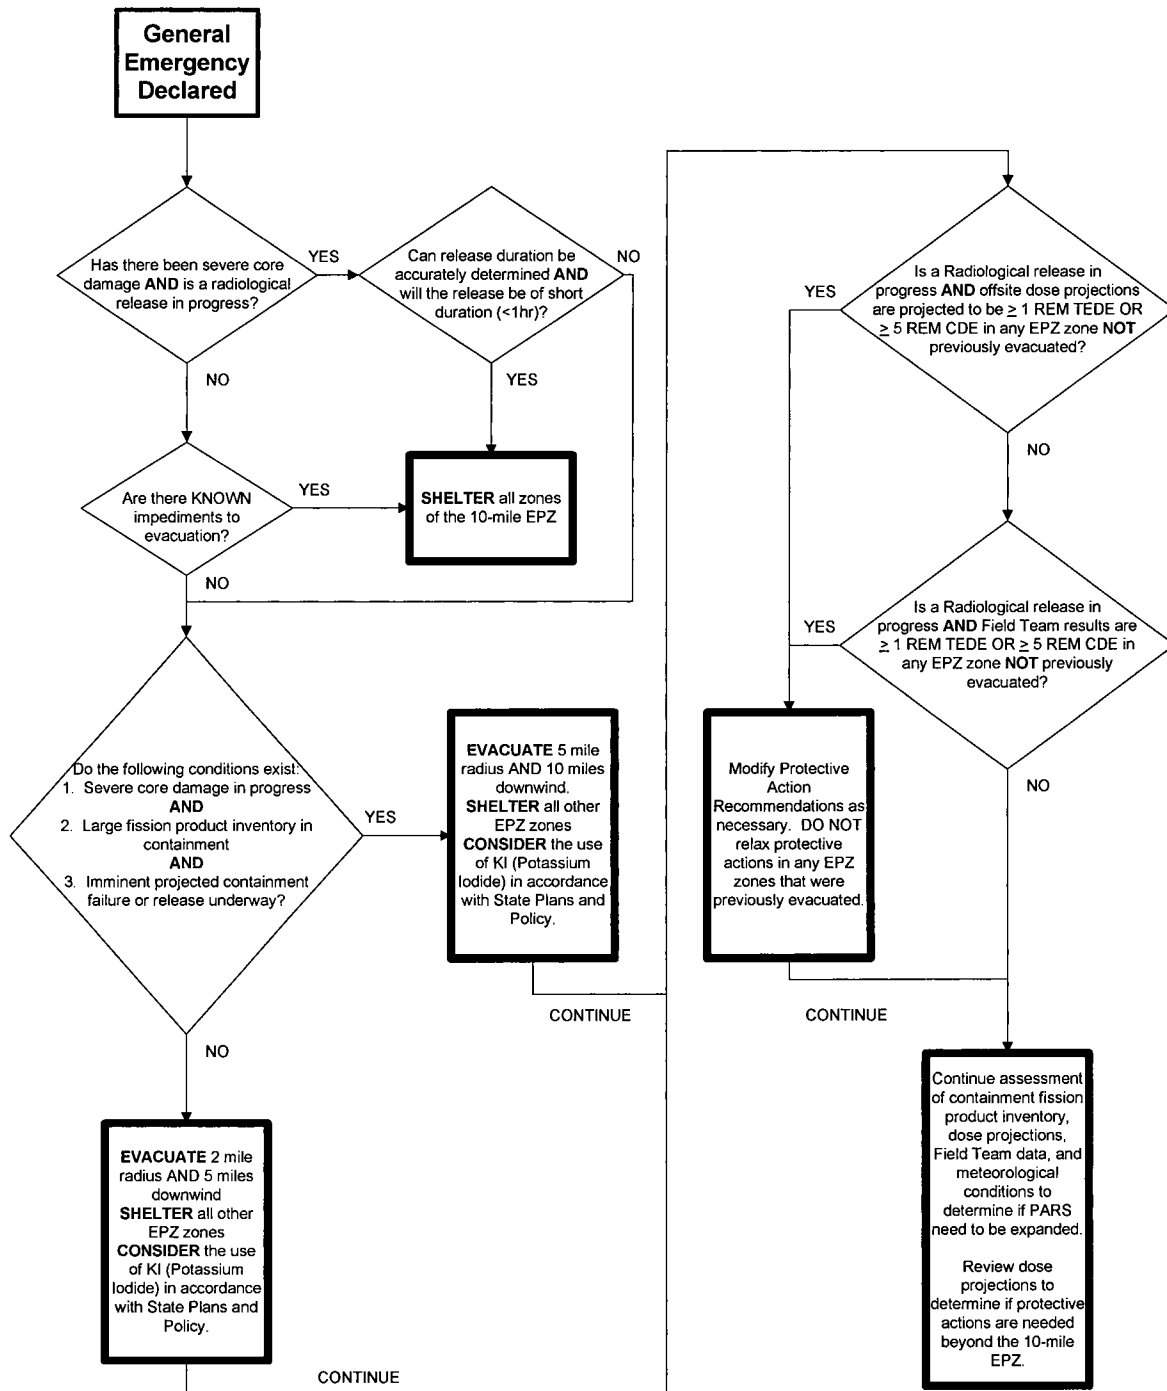 General
Emergency
Declared
Has there been severe core
damage AND is a radiological
release in progress?
YES
Can release duration be
accurately determined AND
will the release be of short
duration (<1hr)?
NO
NO
YES
Are there KNOWN
impediments to
evacuation?
YES
SHELTER all zones
of the 10-mile EPZ
NO
Do the following conditions exist:
1. Severe core damage in progress
AND
2. Large fission product inventory in
containment
AND
3. Imminent projected containment
failure or release underway?
YES
EVACUATE 5 mile
radius AND 10 miles
downwind.
SHELTER all other
EPZ zones
CONSIDER the use
of KI (Potassium
Iodide) in accordance
with State Plans and
Policy.
CONTINUE
NO
EVACUATE 2 mile
radius AND 5 miles
downwind
SHELTER all other
EPZ zones
CONSIDER the use
of KI (Potassium
Iodide) in accordance
with State Plans and
Policy.
CONTINUE
Is a Radiological release in
progress AND offsite dose projections
are projected to be ≥ 1 REM TEDE OR
≥ 5 REM CDE in any EPZ zone NOT
previously evacuated?
YES
NO
Is a Radiological release in
progress AND Field Team results are
≥ 1 REM TEDE OR ≥ 5 REM CDE in
any EPZ zone NOT previously
evacuated?
YES
NO
Modify Protective
Action
Recommendations as
necessary. DO NOT
relax protective
actions in any EPZ
zones that were
previously evacuated.
CONTINUE
Continue assessment
of containment fission
product inventory,
dose projections,
Field Team data, and
meteorological
conditions to
determine if PARS
need to be expanded.
Review dose
projections to
determine if protective
actions are needed
beyond the 10-mile
EPZ.